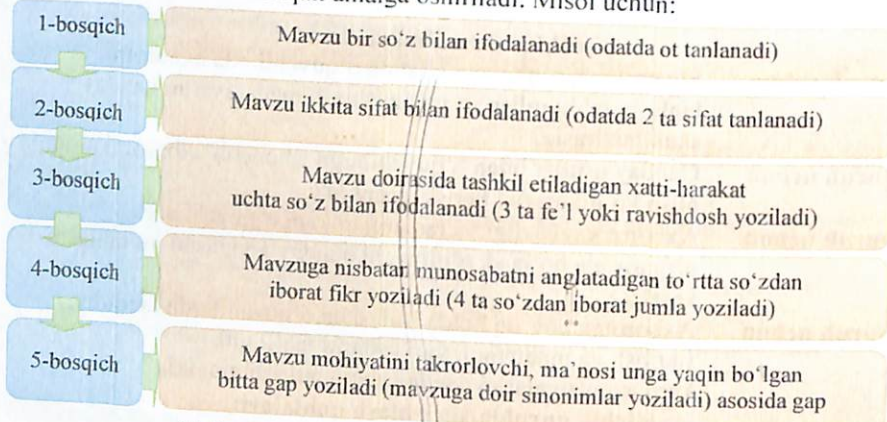 amalga oshiriladi. Misol uchun:
1-bosqich
Mavzu bir so‘z bilan ifodalanadi (odatda ot tanlanadi)
2-bosqich
Mavzu ikkita sifat bilan ifodalanadi (odatda 2 ta sifat tanlanadi)
3-bosqich
Mavzu doirasida tashkil etiladigan xatti-harakat
uchta so‘z bilan ifodalanadi (3 ta fe’l yoki ravishdosh yoziladi)
4-bosqich
Mavzuga nisbatan munosabatni anglatadigan to‘rtta so‘zdan
iborat fikr yoziladi (4 ta so‘zdan iborat jumla yoziladi)
5-bosqich
Mavzu mohiyatini takrorlovchi, ma’nosi unga yaqin bo‘lgan
bitta gap yoziladi (mavzuga doir sinonimlar yoziladi) asosida gap